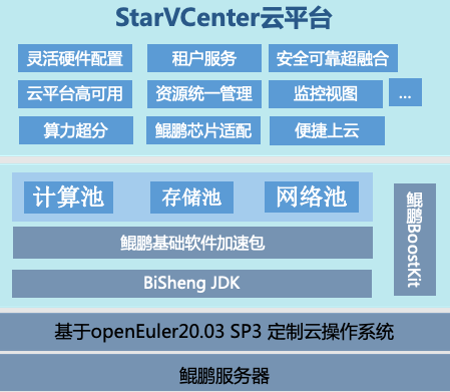 StarVCenter云平台
灵活硬件配置 租户服务 安全可靠超融合
云平台高可用 资源统一管理 监控视图 ...
算力超分 鲲鹏芯片适配 便捷上云
计算池 存储池 网络池
鲲鹏基础软件加速包
BiSheng JDK
鲲鹏BoostKit
基于openEuler20.03 SP3 定制云操作系统
鲲鹏服务器